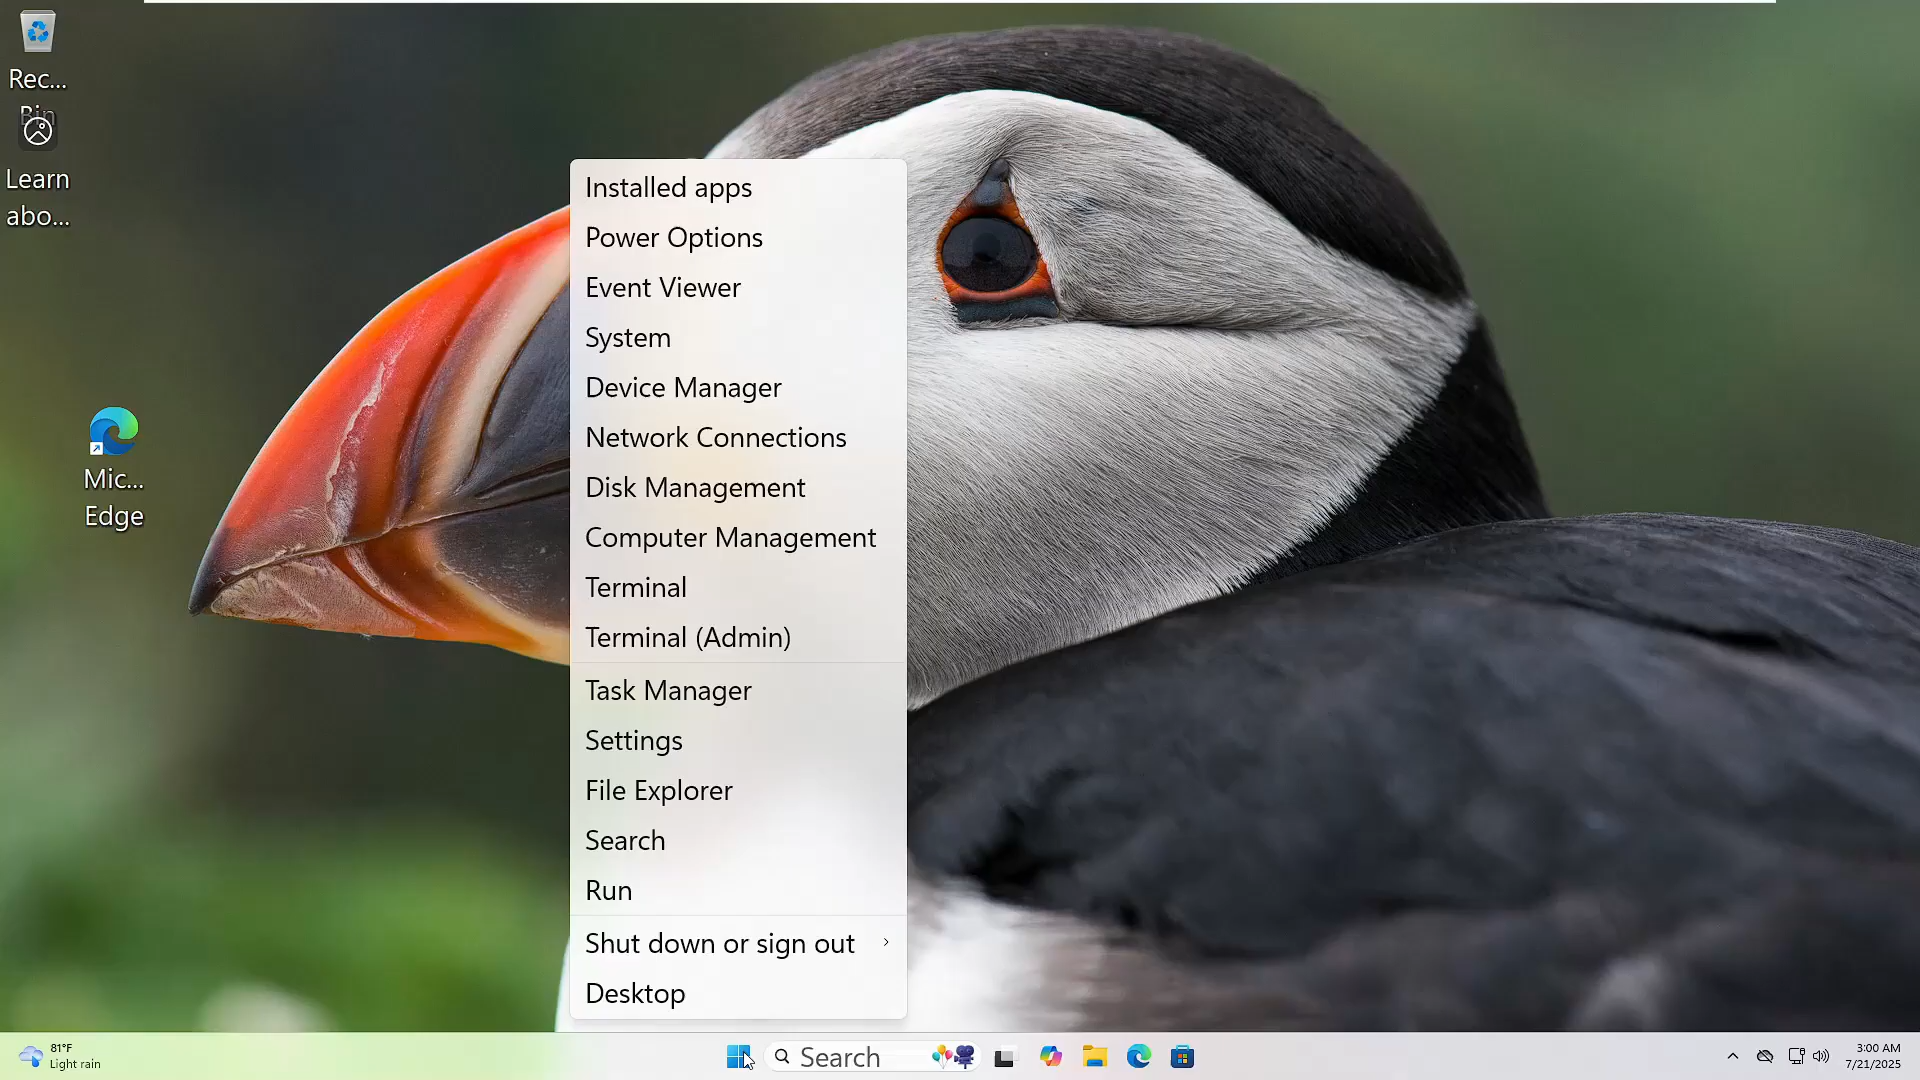 Rec...
Bin
Learn
abo...
Mic...
Edge
Installed apps
Power Options
Event Viewer
System
Device Manager
Network Connections
Disk Management
Computer Management
Terminal
Terminal (Admin)
Task Manager
Settings
File Explorer
Search
Run
Shut down or sign out
Desktop
81°F
Light rain
Search
3:00 AM
7/21/2025